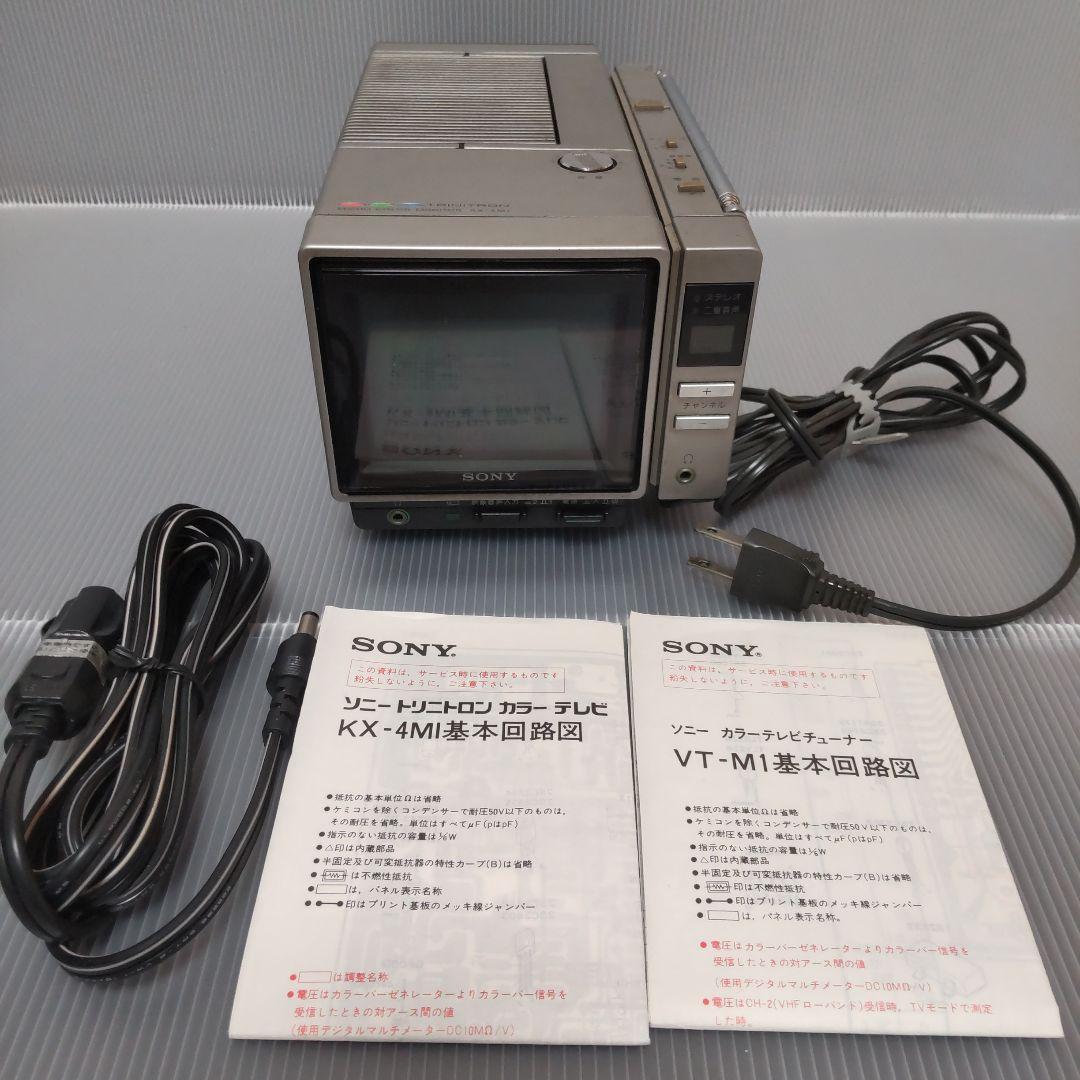 TRINITRON
ステレオ
チャンネル
SONY
SONY
この資料は、サービス時に使用するものです
紛失しないように、ご注意下さい。
ソニートリニトロン カラー テレビ
KX-4M1基本回路図
●抵抗の基本単位Ωは省略
●ケミコンを除くコンデンサーで耐圧50V以下のものは、
その耐圧を省略。単位はすべてμF(pはpF)
●指示のない抵抗の容量は⅙W
●△印は内蔵部品
●半固定及び可変抵抗器の特性カーブ(B)は省略
●は不燃性抵抗
●は、パネル表示名称
●印はプリント基板のメッキ線ジャンパー
●は調整名称
●電圧はカラーバーゼネレーターよりカラーバー信号を
受信したときの対アース間の値
(使用デジタルマルチメーターDC10MΩ/V)
SONY®
この資料は、サービス時に使用するものです
紛失しないように、ご注意下さい。
ソニー カラーテレビチューナー
VT-M1基本回路図
●抵抗の基本単位Ωは省略
●ケミコンを除くコンデンサーで耐圧50V以下のものは、
その耐圧を省略。単位はすべてμF(pはpF)
●指示のない抵抗の容量は⅙W
●△印は内蔵部品
●半固定及び可変抵抗器の特性カーブ(B)は省略
●印は不燃性抵抗
●印はプリント基板のメッキ線ジャンパー
●は、パネル表示名称。
●電圧はカラーバーゼネレーターよりカラーバー信号を
受信したときの対アース間の値
(使用デジタルマルチメーターDC10MΩ/V)
●電圧はCH-2(VHFローバンド)受信時, TVモードで測定
した時。